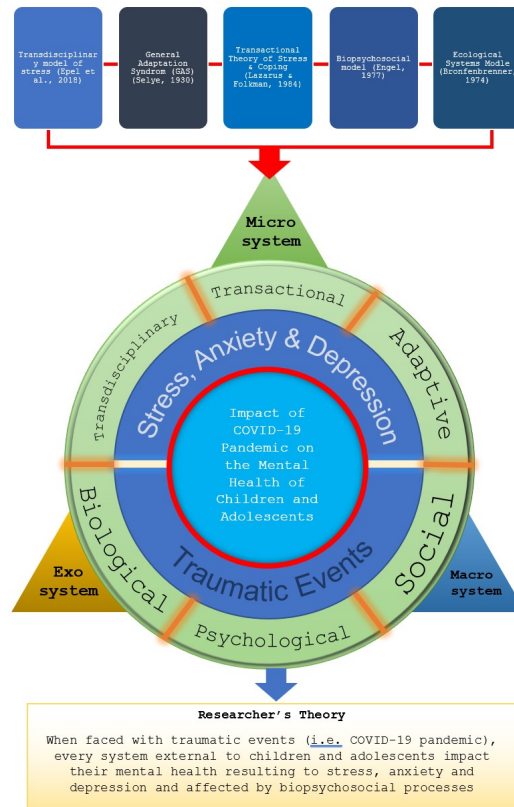 Transdisciplinar
y model of
stress (Epel et
al., 2018)
General
Adaptation
Syndrom (GAS)
(Selye, 1930)
Transactional
Theory of Stress
& Coping
(Lazarus &
Folkman, 1984)
Biopsychosocial
model (Engel,
1977)
Ecological
Systems Modle
(Bronfenbrenner,
1974)
Micro
system
Transdisciplinary
Transactional
Adaptive
Stress, Anxiety & Depression
Impact of
COVID-19
Pandemic on
the Mental
Health of
Children and
Adolescents
Traumatic Events
Biological
Psychological
Social
Exo
system
Macro
system
Researcher's Theory
When faced with traumatic events (i.e. COVID-19 pandemic),
every system external to children and adolescents impact
their mental health resulting to stress, anxiety and
depression and affected by biopsychosocial processes